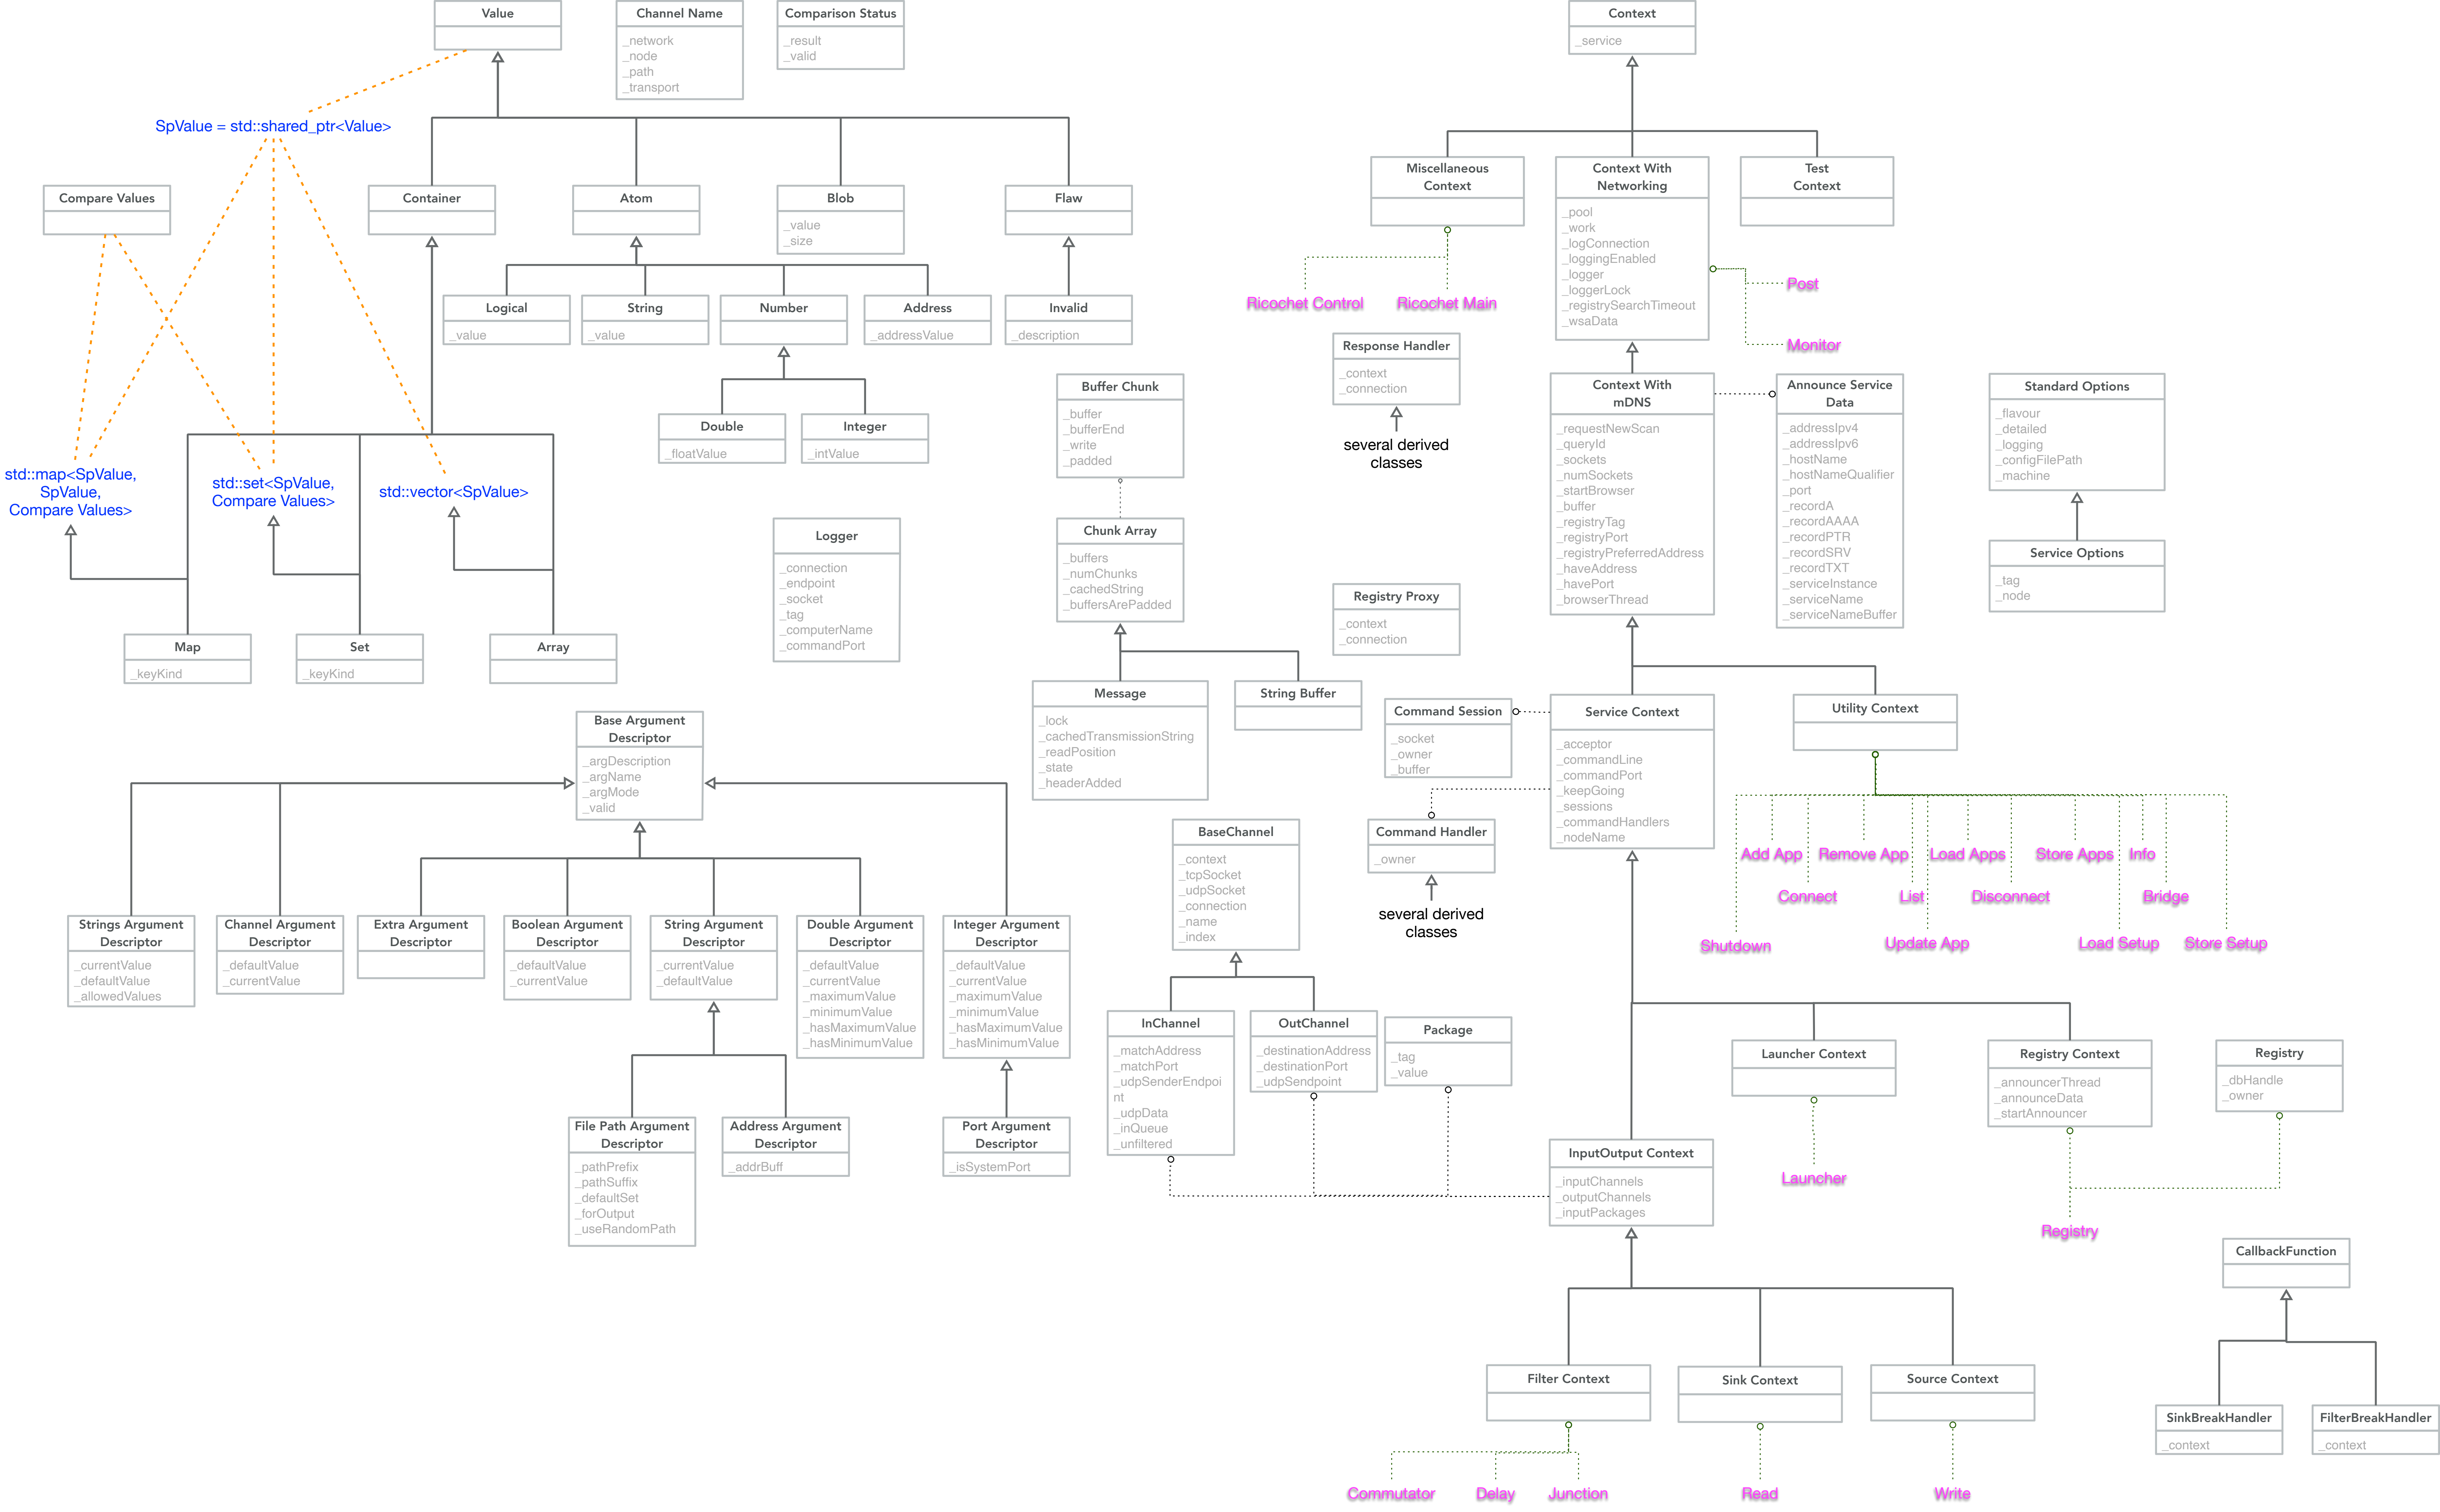 Value
Channel Name
_network
_node
_path
_transport
Comparison Status
_result
_valid
Context
_service
SpValue = std::shared_ptr<Value>
Compare Values
Container
Atom
Blob
_value
_size
Flaw
Miscellaneous
Context
Context With
Networking
_pool
_work
_logConnection
_loggingEnabled
_logger
_loggerLock
_registrySearchTimeout
_wsaData
Test
Context
Post
Monitor
Ricochet Control
Ricochet Main
Logical
_value
String
_value
Number
Address
_addressValue
Invalid
_description
Double
_floatValue
Integer
_intValue
Buffer Chunk
_buffer
_bufferEnd
_write
_padded
Response Handler
_context
_connection
several derived
classes
Context With
mDNS
_requestNewScan
_queryId
_sockets
_numSockets
_startBrowser
_buffer
_registryTag
_registryPort
_registryPreferredAddress
_haveAddress
_havePort
_browserThread
Announce Service
Data
_addressIpv4
_addressIpv6
_hostName
_hostNameQualifier
_port
_recordA
_recordAAAA
_recordPTR
_recordSRV
_recordTXT
_serviceInstance
_serviceName
_serviceNameBuffer
Standard Options
_flavour
_detailed
_logging
_configFilePath
_machine
Service Options
_tag
_node
std::map<SpValue,
SpValue,
Compare Values>
std::set<SpValue,
Compare Values>
std::vector<SpValue>
Logger
_connection
_endpoint
_socket
_tag
_computerName
_commandPort
Chunk Array
_buffers
_numChunks
_cachedString
_buffersArePadded
Registry Proxy
_context
_connection
Map
_keyKind
Set
_keyKind
Array
Message
_lock
_cachedTransmissionString
_readPosition
_state
_headerAdded
String Buffer
Command Session
_socket
_owner
_buffer
Service Context
_acceptor
_commandLine
_commandPort
_keepGoing
_sessions
_commandHandlers
_nodeName
Utility Context
Base Argument
Descriptor
_argDescription
_argName
_argMode
_valid
BaseChannel
_context
_tcpSocket
_udpSocket
_connection
_name
_index
Command Handler
_owner
several derived
classes
Add App
Remove App
Load Apps
Store Apps
Info
Connect
List
Disconnect
Bridge
Shutdown
Update App
Load Setup
Store Setup
Strings Argument
Descriptor
_currentValue
_defaultValue
_allowedValues
Channel Argument
Descriptor
_defaultValue
_currentValue
Extra Argument
Descriptor
Boolean Argument
Descriptor
_defaultValue
_currentValue
String Argument
Descriptor
_currentValue
_defaultValue
Double Argument
Descriptor
_defaultValue
_currentValue
_maximumValue
_minimumValue
_hasMaximumValue
_hasMinimumValue
Integer Argument
Descriptor
_defaultValue
_currentValue
_maximumValue
_minimumValue
_hasMaximumValue
_hasMinimumValue
InChannel
_matchAddress
_matchPort
_udpSenderEndpoi
nt
_udpData
_inQueue
_unfiltered
OutChannel
_destinationAddress
_destinationPort
_udpSendpoint
Package
_tag
_value
Launcher Context
Registry Context
_announcerThread
_announceData
_startAnnouncer
Registry
_dbHandle
_owner
File Path Argument
Descriptor
_pathPrefix
_pathSuffix
_defaultSet
_forOutput
_useRandomPath
Address Argument
Descriptor
_addrBuff
Port Argument
Descriptor
_isSystemPort
InputOutput Context
_inputChannels
_outputChannels
_inputPackages
Launcher
Registry
CallbackFunction
Filter Context
Sink Context
Source Context
SinkBreakHandler
_context
FilterBreakHandler
_context
Commutator
Delay
Junction
Read
Write